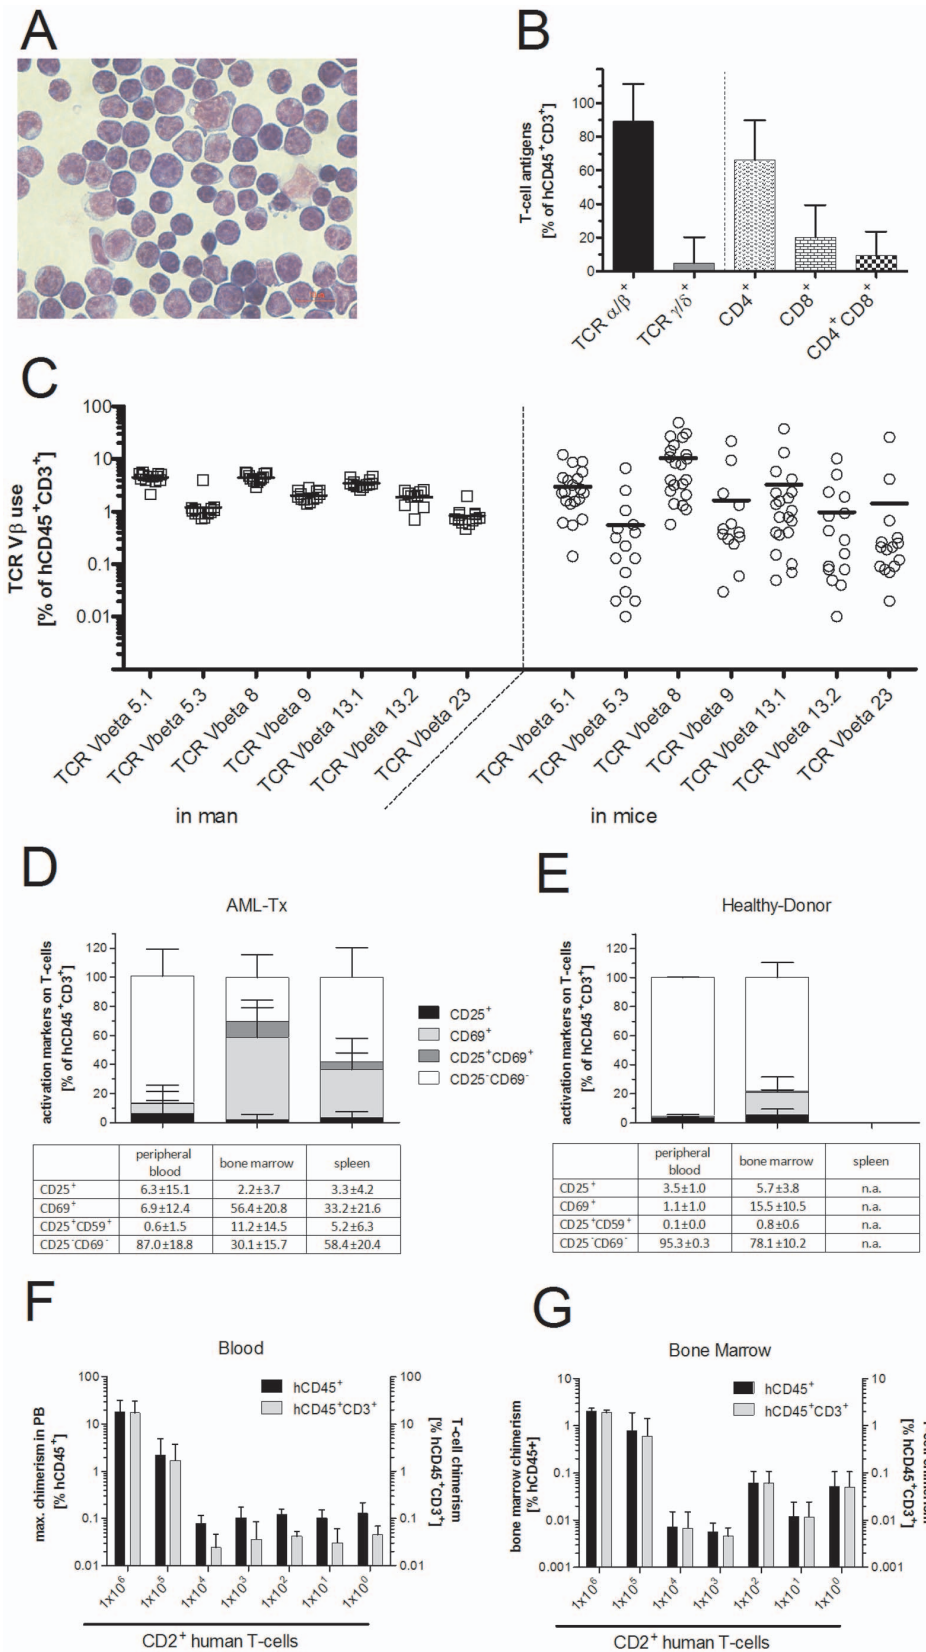 A
B
T-cell antigens
[% of hCD45⁺CD3⁺]
100
80
60
40
20
0
TCR α/β⁺
TCR γ/δ⁺
CD4⁺
CD8⁺
CD4⁺CD8⁺
C
TCR Vβ use
[% of hCD45⁺CD3⁺]
100
10
1
0.1
0.01
TCR Vbeta 5.1
TCR Vbeta 5.3
TCR Vbeta 8
TCR Vbeta 9
TCR Vbeta 13.1
TCR Vbeta 13.2
TCR Vbeta 23
TCR Vbeta 5.1
TCR Vbeta 5.3
TCR Vbeta 8
TCR Vbeta 9
TCR Vbeta 13.1
TCR Vbeta 13.2
TCR Vbeta 23
in man
in mice
D
AML-Tx
activation markers on T-cells
[% of hCD45⁺CD3⁺]
120
100
80
60
40
20
0
CD25⁺
CD69⁺
CD25⁺CD69⁺
CD25⁻CD69⁻
peripheral blood bone marrow spleen
CD25⁺ 6.3±15.1 2.2±3.7 3.3±4.2
CD69⁺ 6.9±12.4 56.4±20.8 33.2±21.6
CD25⁺CD59⁺ 0.6±1.5 11.2±14.5 5.2±6.3
CD25⁻CD69⁻ 87.0±18.8 30.1±15.7 58.4±20.4
E
Healthy-Donor
activation markers on T-cells
[% of hCD45⁺CD3⁺]
120
100
80
60
40
20
0
peripheral blood bone marrow spleen
CD25⁺ 3.5±1.0 5.7±3.8 n.a.
CD69⁺ 1.1±1.0 15.5±10.5 n.a.
CD25⁺CD59⁺ 0.1±0.0 0.8±0.6 n.a.
CD25⁻CD69⁻ 95.3±0.3 78.1±10.2 n.a.
F
Blood
max. chimerism in PB
[% hCD45⁺]
100
10
1
0.1
0.01
hCD45⁺
hCD45⁺CD3⁺
100
10
1
0.1
0.01
T-cell chimerism
[% hCD45⁺CD3⁺]
1x10⁶
1x10⁵
1x10⁴
1x10³
1x10²
1x10¹
1x10⁰
CD2⁺ human T-cells
G
Bone Marrow
bone marrow chimerism
[% hCD45+]
10
1
0.1
0.01
0.001
hCD45⁺
hCD45⁺CD3⁺
10
1
0.1
0.01
0.001
[% hCD45⁺CD3⁺]
1x10⁶
1x10⁵
1x10⁴
1x10³
1x10²
1x10¹
1x10⁰
CD2⁺ human T-cells